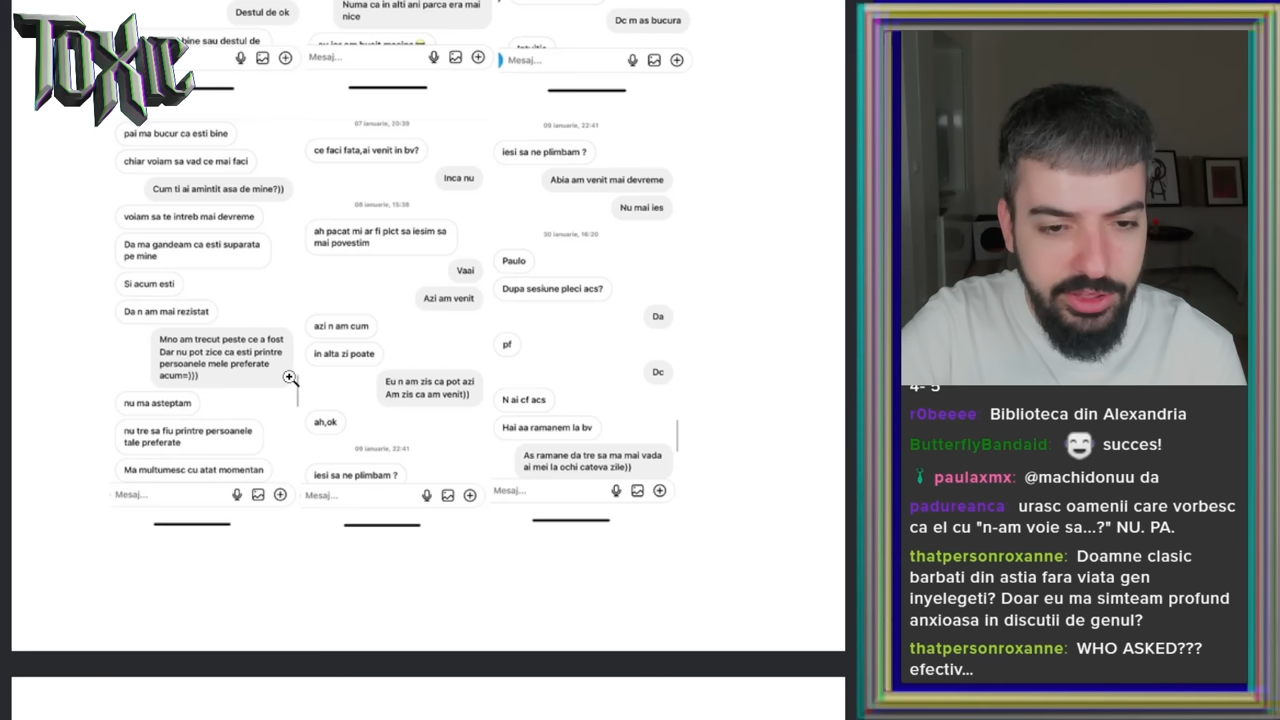 TOXIC
Destul de ok
bine sau destul de
Numa ca in alti ani parca era mai
nice
Mesaj...
Dc m as bucura
Intuitie
Mesaj...
pai ma bucur ca esti bine
chiar voiam sa vad ce mai faci
Cum ti ai amintit asa de mine?))
voiam sa te intreb mai devreme
Da ma gandeam ca esti suparata
pe mine
Si acum esti
Da n am mai rezistat
Mno am trecut peste ce a fost
Dar nu pot zice ca esti printre
persoanele mele preferate
acum=)))
nu ma asteptam
nu tre sa fiu printre persoanele
tale preferate
Ma multumesc cu atat momentan
Mesaj...
07 ianuarie, 20:39
ce faci fata,ai venit in bv?
Inca nu
08 ianuarie, 15:38
ah pacat mi ar fi plct sa iesim sa
mai povestim
Vaai
Azi am venit
azi n am cum
in alta zi poate
Eu n am zis ca pot azi
Am zis ca am venit))
ah,ok
09 ianuarie, 22:41
iesi sa ne plimbam ?
Mesaj...
09 ianuarie, 22:41
iesi sa ne plimbam ?
Abia am venit mai devreme
Nu mai ies
30 ianuarie, 16:20
Paulo
Dupa sesiune pleci acs?
Da
pf
Dc
N ai cf acs
Hai aa ramanem la bv
As ramane da tre sa ma mai vada
ai mei la ochi cateva zile))
Mesaj...
4- 5
r0beeee: Biblioteca din Alexandria
ButterflyBandaid: succes!
paulaxmx: @machidonuu da
padureanca: urasc oamenii care vorbesc
ca el cu "n-am voie sa...?" NU. PA.
thatpersonroxanne: Doamne clasic
barbati din astia fara viata gen
inyelegeti? Doar eu ma simteam profund
anxioasa in discutii de genul?
thatpersonroxanne: WHO ASKED???
efectiv...